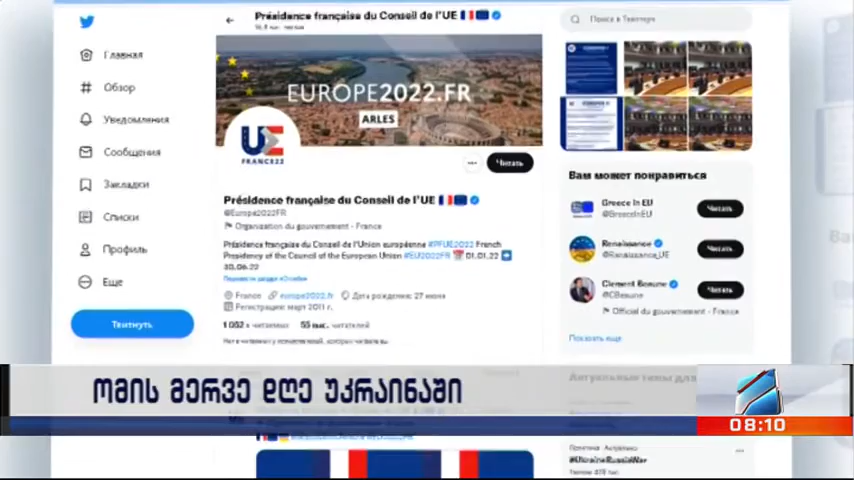 Présidence française du Conseil de l'UE
Поиск в Твиттере
Главная
Обзор
Уведомления
Сообщения
Закладки
Списки
Профиль
Еще
Твитнуть
EUROPE2022.FR
ARLES
UE
FRANCE22
Читать
Présidence française du Conseil de l'UE
@Europe2022FR
Organisation du gouvernement - France
Présidence française du Conseil de l'Union européenne #PFUE2022 French
Presidency of the Council of the European Union #EU2022FR 01.01.22
30.06.22
France europe2022.fr Дата рождения: 27 июня
Регистрация: март 2011 г.
1 052 в читаемых 55 тыс. читателей
Вам может понравиться
Greece in EU
@GreeceInEU
Читать
Renaissance
@Renaissance_UE
Читать
Clement Beaune
@CBeaune
Читать
Official du gouvernement - France
Показать еще
ომის მერვე დღე უკრაინაში
08:10
Актуальные темы для
#UkraineRussiaWar